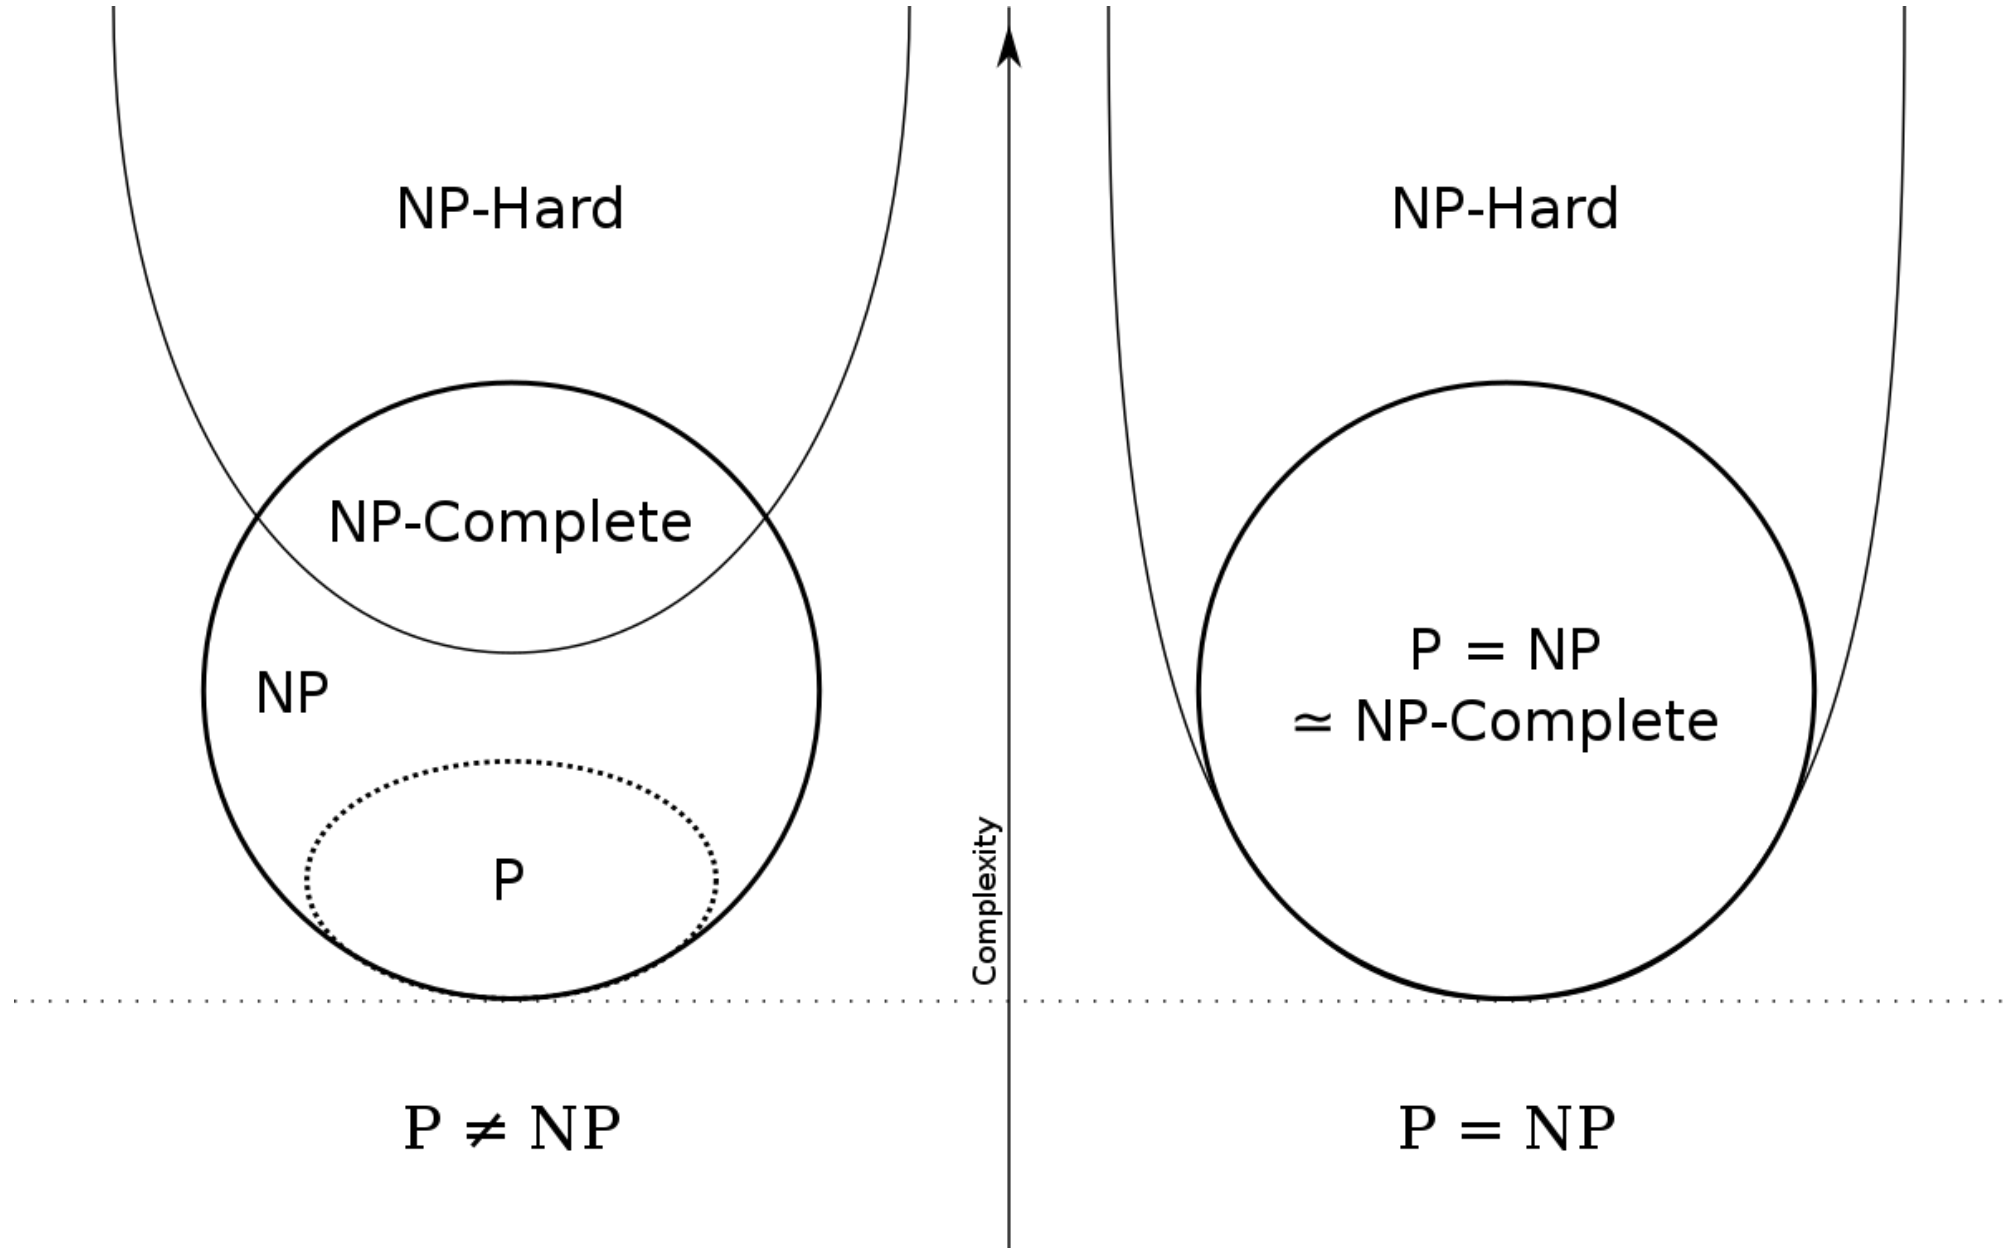 NP-Hard
NP-Complete
NP
P
P ≠ NP
Complexity
NP-Hard
P = NP
≃ NP-Complete
P = NP